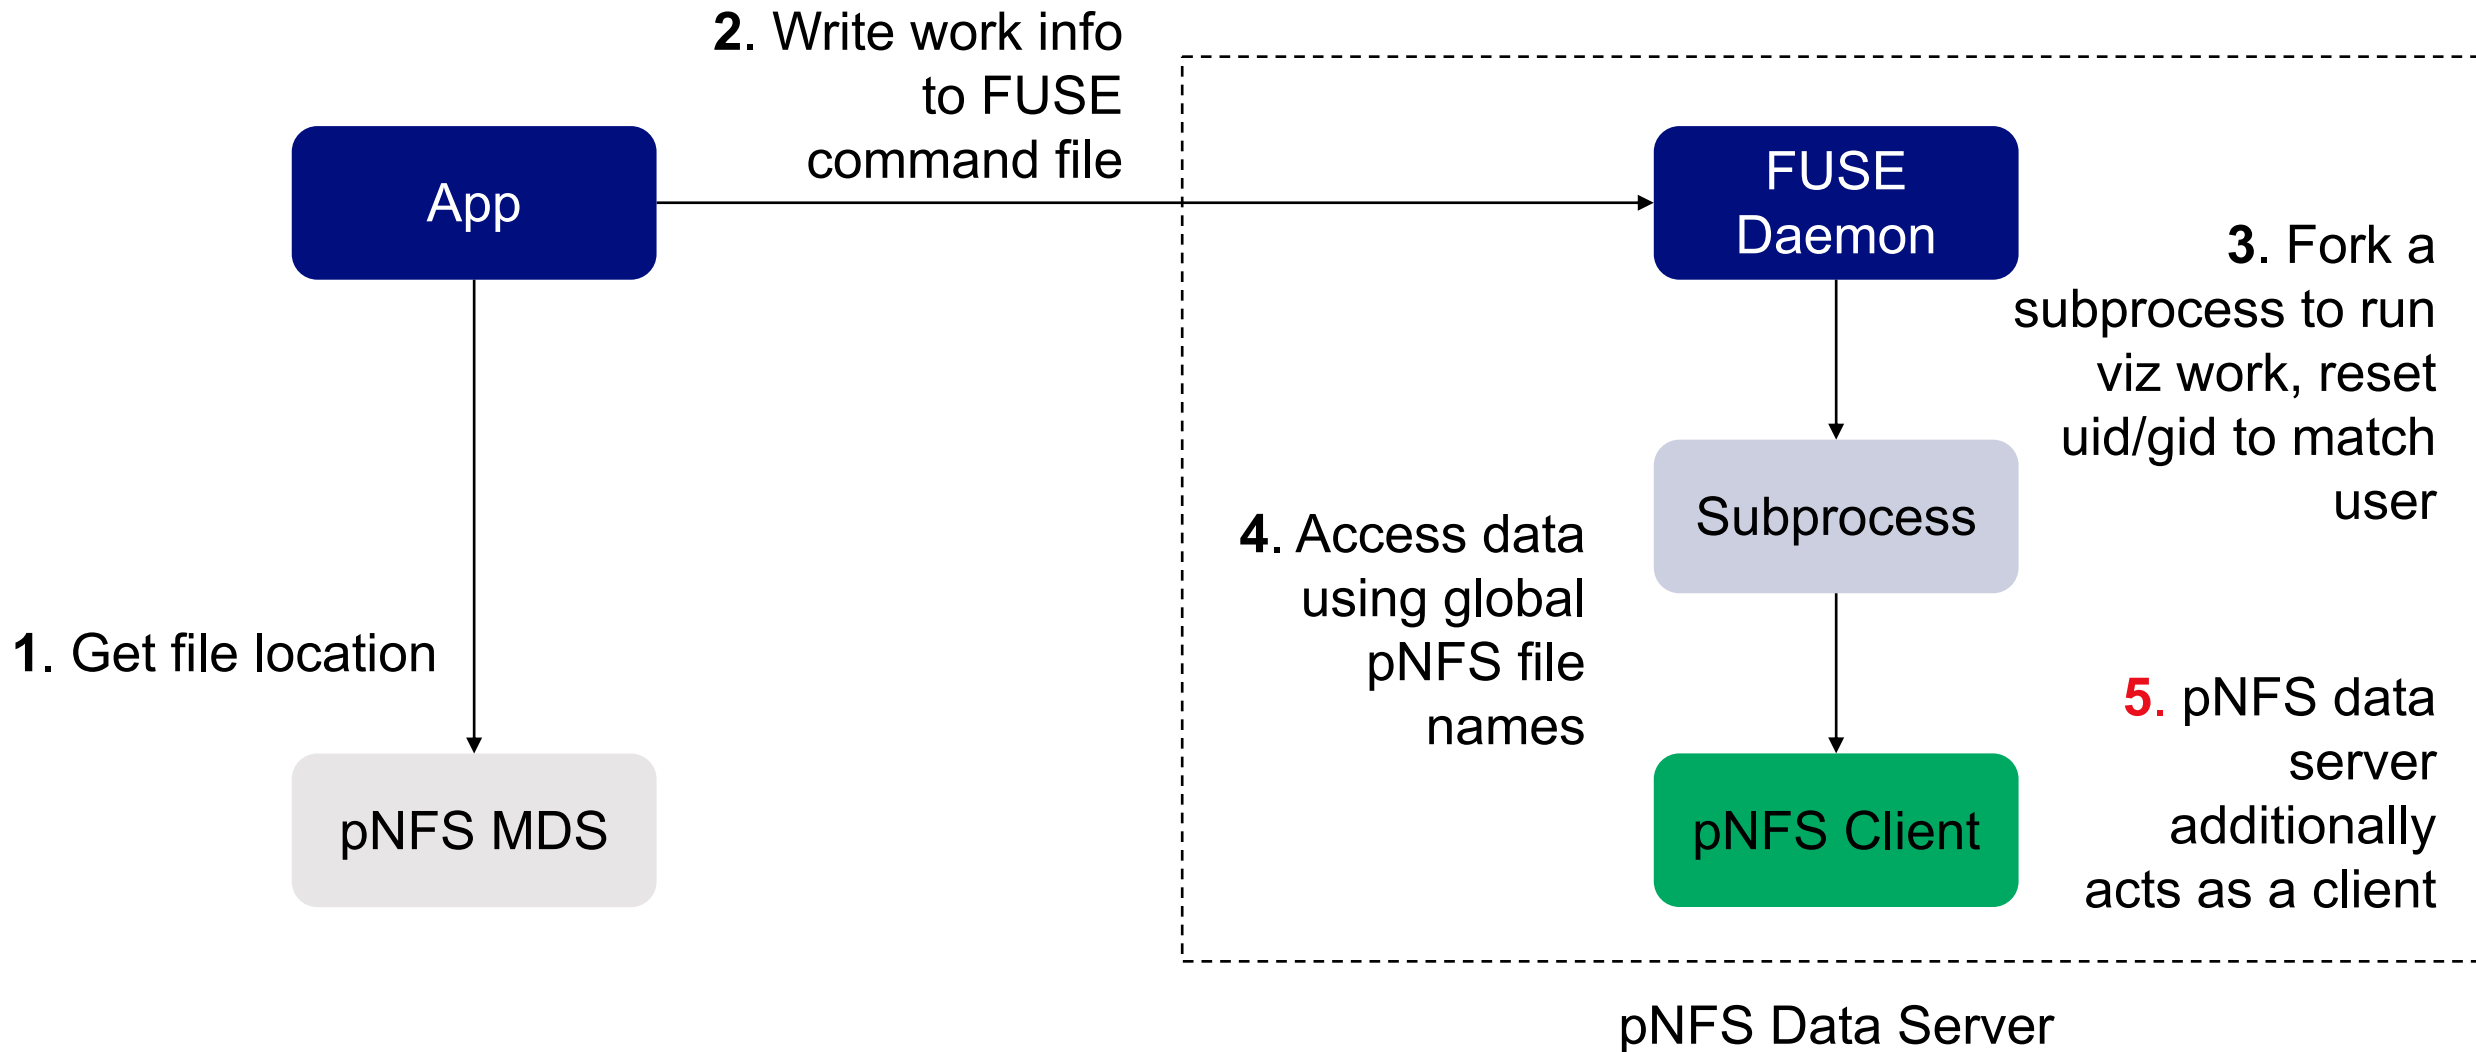 2. Write work info
to FUSE
command file
App
FUSE
Daemon
3. Fork a
subprocess to run
viz work, reset
uid/gid to match
user
Subprocess
4. Access data
using global
pNFS file
names
1. Get file location
pNFS MDS
pNFS Client
5. pNFS data
server
additionally
acts as a client
pNFS Data Server